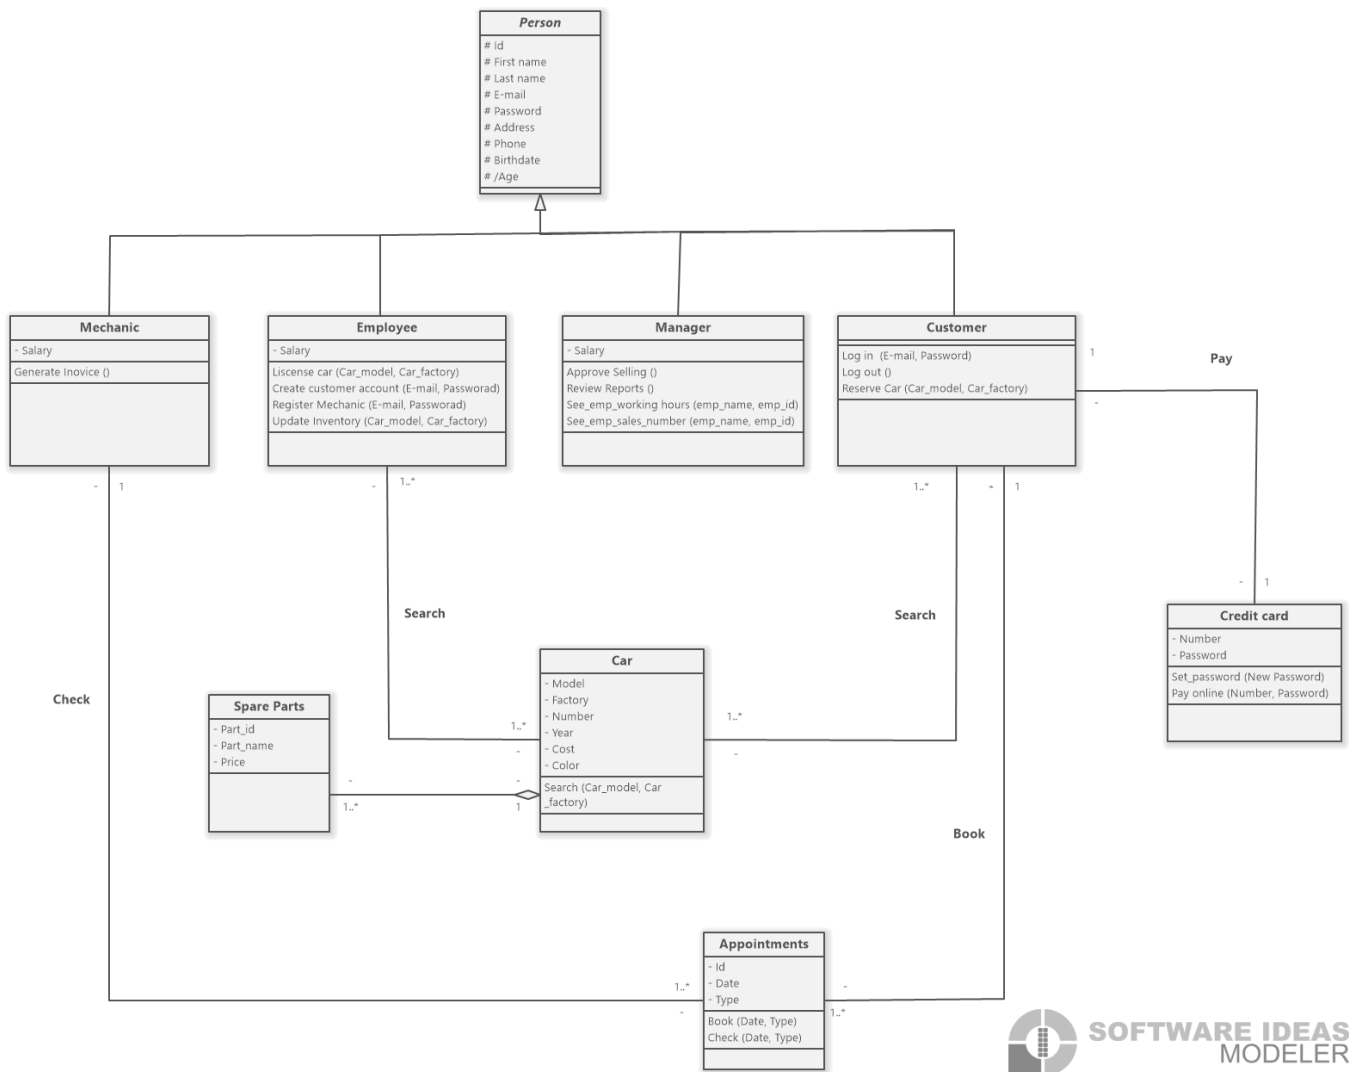 Person
# Id
# First name
# Last name
# E-mail
# Password
# Address
# Phone
# Birthdate
# /Age
Mechanic
- Salary
Generate Inovice ()
Employee
- Salary
Liscense car (Car_model, Car_factory)
Create customer account (E-mail, Passworad)
Register Mechanic (E-mail, Passworad)
Update Inventory (Car_model, Car_factory)
Manager
- Salary
Approve Selling ()
Review Reports ()
See_emp_working hours (emp_name, emp_id)
See_emp_sales_number (emp_name, emp_id)
Customer
Log in  (E-mail, Password)
Log out ()
Reserve Car (Car_model, Car_factory)
1
Pay
-
- 1
- 1..*
1..*
- 1
- 1
Credit card
- Number
- Password
Set_password (New Password)
Pay online (Number, Password)
Search
Search
Check
Car
- Model
- Factory
- Number
- Year
- Cost
- Color
Search (Car_model, Car
_factory)
Spare Parts
- Part_id
- Part_name
- Price
1..*
-
1..*
-
-
1..*
-
1
Book
Appointments
- Id
- Date
- Type
Book (Date, Type)
Check (Date, Type)
1..*
-
-
1..*
SOFTWARE IDEAS
MODELER